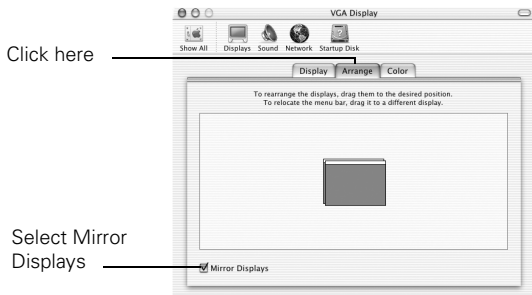 VGA Display
Show All Displays Sound Network Startup Disk
Click here
Display Arrange Color
To rearrange the displays, drag them to the desired position.
To relocate the menu bar, drag it to a different display.
Select Mirror
Displays
Mirror Displays